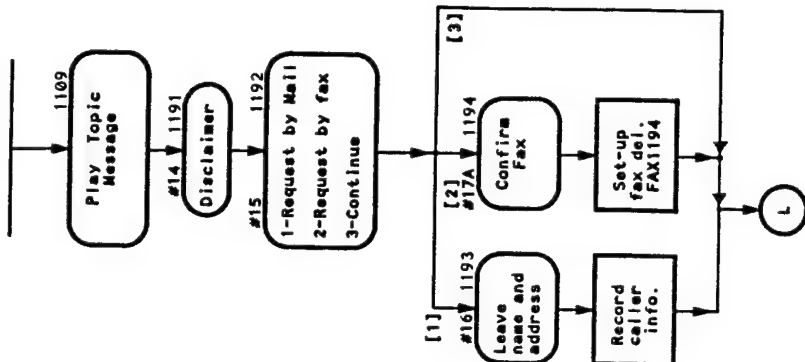 1109
Play Topic
Message
#14 1191
Disclaimer
#15 1192
1-Request by Mail
2-Request by fax
3-Continue
[1]
#16 1193
Leave
name and
address
Record
caller
info.
[2]
#17A 1194
Confirm
Fax
Set-up
fax del.
FAX1194
[3]
L